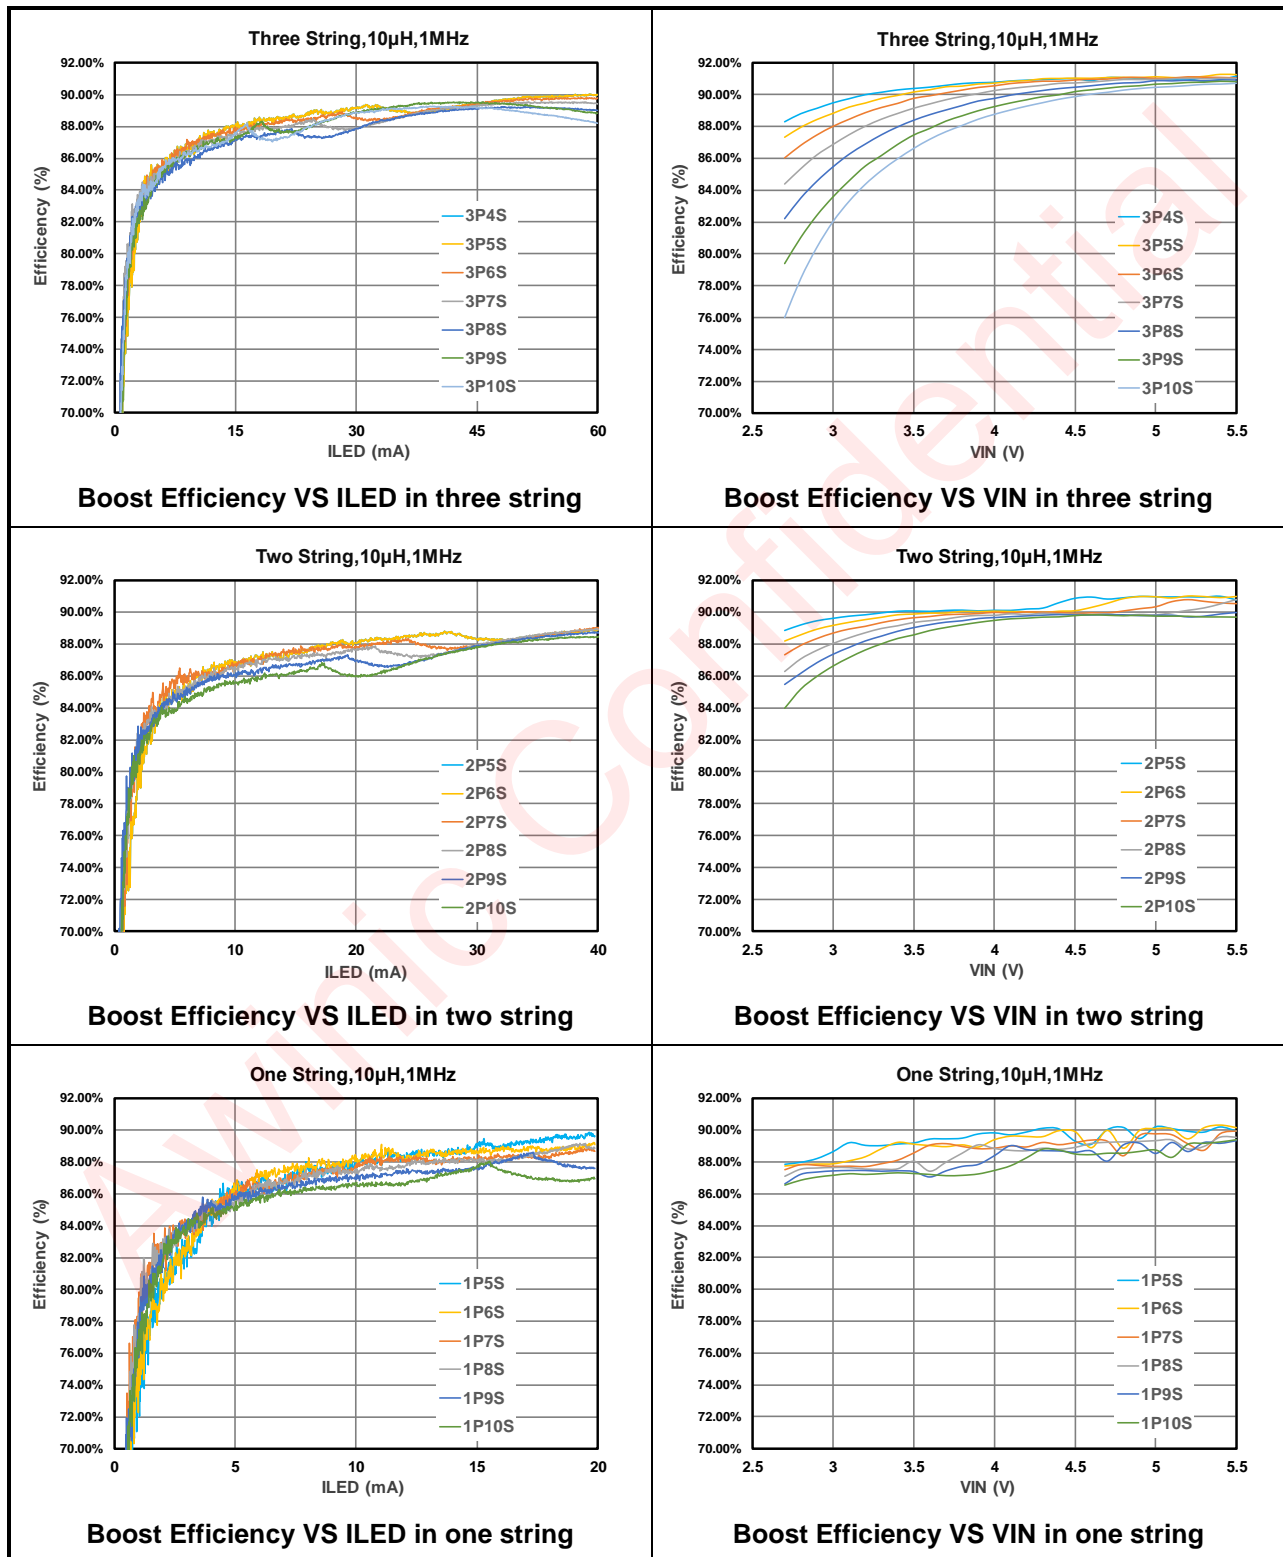 Three String,10µH,1MHz
92.00%
90.00%
88.00%
86.00%
84.00%
82.00%
80.00%
78.00%
76.00%
74.00%
72.00%
70.00%
Efficicency (%)
3P4S
3P5S
3P6S
3P7S
3P8S
3P9S
3P10S
0 15 30 45 60
ILED (mA)
Boost Efficiency VS ILED in three string
Three String,10µH,1MHz
92.00%
90.00%
88.00%
86.00%
84.00%
82.00%
80.00%
78.00%
76.00%
74.00%
72.00%
70.00%
Efficiency (%)
3P4S
3P5S
3P6S
3P7S
3P8S
3P9S
3P10S
2.5 3 3.5 4 4.5 5 5.5
VIN (V)
Boost Efficiency VS VIN in three string
Two String,10µH,1MHz
92.00%
90.00%
88.00%
86.00%
84.00%
82.00%
80.00%
78.00%
76.00%
74.00%
72.00%
70.00%
Efficiency (%)
2P5S
2P6S
2P7S
2P8S
2P9S
2P10S
0 10 20 30 40
ILED (mA)
Boost Efficiency VS ILED in two string
Two String,10µH,1MHz
92.00%
90.00%
88.00%
86.00%
84.00%
82.00%
80.00%
78.00%
76.00%
74.00%
72.00%
70.00%
Efficiency (%)
2P5S
2P6S
2P7S
2P8S
2P9S
2P10S
2.5 3 3.5 4 4.5 5 5.5
VIN (V)
Boost Efficiency VS VIN in two string
One String,10µH,1MHz
92.00%
90.00%
88.00%
86.00%
84.00%
82.00%
80.00%
78.00%
76.00%
74.00%
72.00%
70.00%
Efficiency (%)
1P5S
1P6S
1P7S
1P8S
1P9S
1P10S
0 5 10 15 20
ILED (mA)
Boost Efficiency VS ILED in one string
One String,10µH,1MHz
92.00%
90.00%
88.00%
86.00%
84.00%
82.00%
80.00%
78.00%
76.00%
74.00%
72.00%
70.00%
Efficiency (%)
1P5S
1P6S
1P7S
1P8S
1P9S
1P10S
2.5 3 3.5 4 4.5 5 5.5
VIN (V)
Boost Efficiency VS VIN in one string
Awinic Confidential